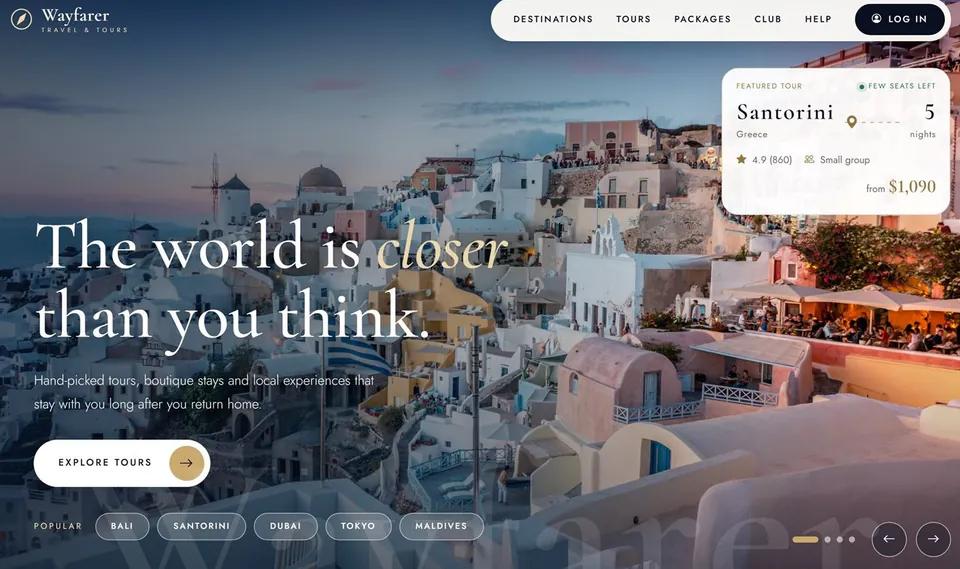 Wayfarer
TRAVEL & TOURS
DESTINATIONS TOURS PACKAGES CLUB HELP LOG IN
FEATURED TOUR FEW SEATS LEFT
Santorini 5
Greece nights
4.9 (860) Small group
from $1,090
The world is closer
than you think.
Hand-picked tours, boutique stays and local experiences that
stay with you long after you return home.
EXPLORE TOURS
POPULAR BALI SANTORINI DUBAI TOKYO MALDIVES
Wayfarer